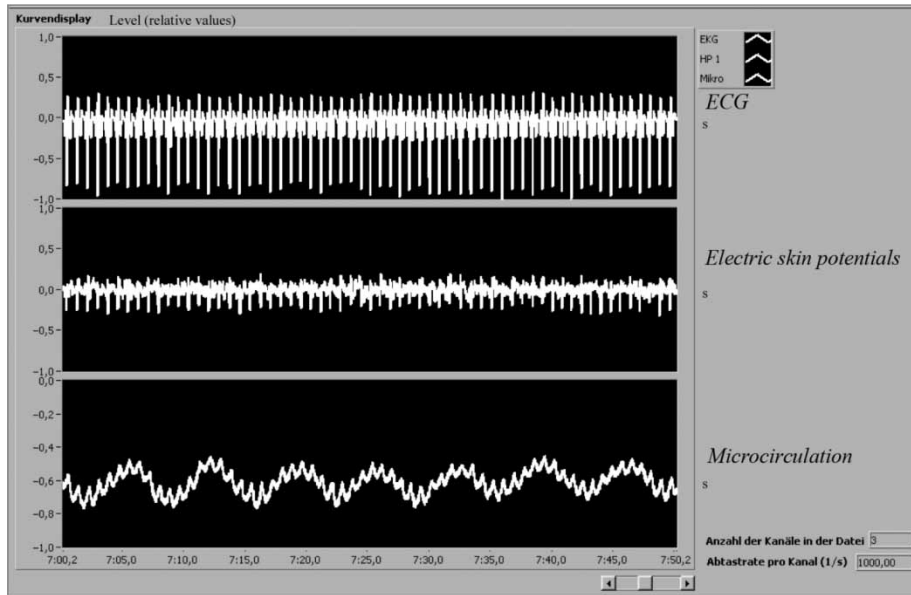 Kurvendisplay Level (relative values)
1,0
0,5
0,0
-0,5
-1,0
EKG
HP 1
Mikro
ECG
s
1,0
0,5
0,0
-0,5
-1,0
Electric skin potentials
s
0,0
-0,2
-0,4
-0,6
-0,8
-1,0
Microcirculation
s
7:00,2 7:05,0 7:10,0 7:15,0 7:20,0 7:25,0 7:30,0 7:35,0 7:40,0 7:45,0 7:50,2
Anzahl der Kanäle in der Datei 3
Abtastrate pro Kanal (1/s) 1000,00